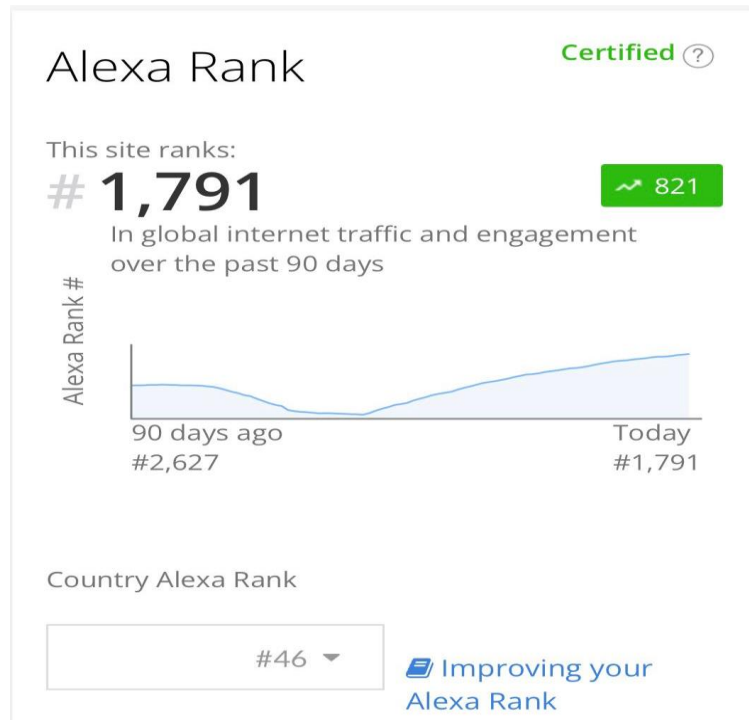 Alexa Rank
Certified ?
This site ranks:
# 1,791
821
In global internet traffic and engagement
over the past 90 days
Alexa Rank #
90 days ago
#2,627
Today
#1,791
Country Alexa Rank
#46
Improving your
Alexa Rank